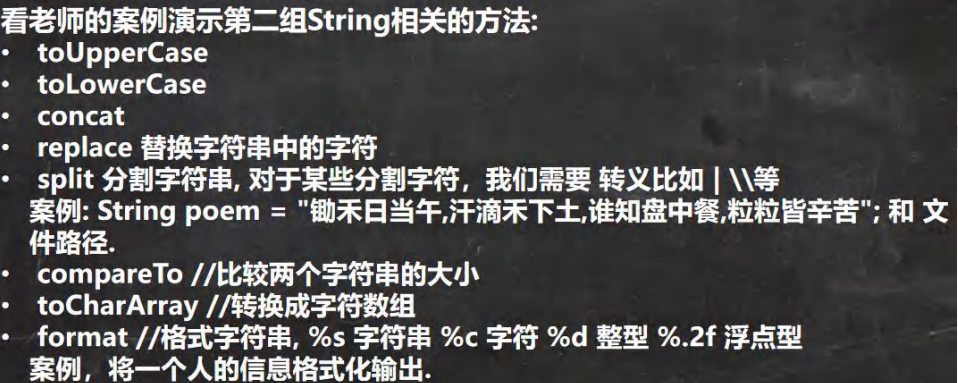 看老师的案例演示第二组String相关的方法:
• toUpperCase
• toLowerCase
• concat
• replace 替换字符串中的字符
• split 分割字符串, 对于某些分割字符，我们需要 转义比如 | \\等
案例: String poem = "锄禾日当午,汗滴禾下土,谁知盘中餐,粒粒皆辛苦"; 和 文
件路径.
• compareTo //比较两个字符串的大小
• toCharArray //转换成字符数组
• format //格式字符串, %s 字符串 %c 字符 %d 整型 %.2f 浮点型
案例，将一个人的信息格式化输出.